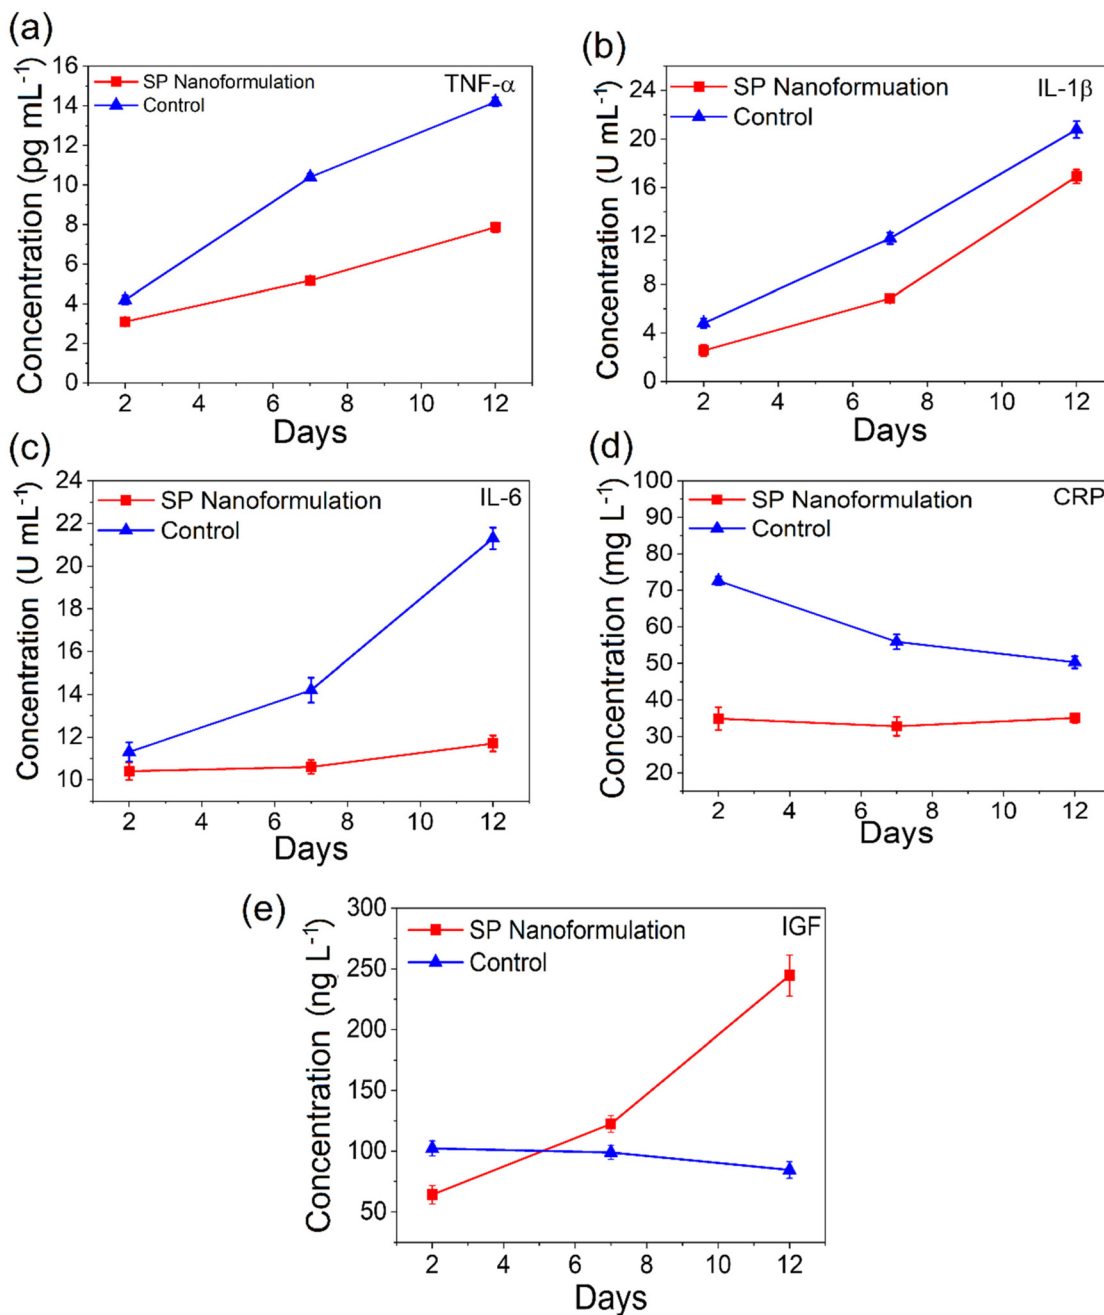 (a)
TNF-α
SP Nanoformulation
Control
Concentration (pg mL⁻¹)
16
14
12
10
8
6
4
2
0
2 4 6 8 10 12
Days
(b)
IL-1β
SP Nanoformuation
Control
Concentration (U mL⁻¹)
24
20
16
12
8
4
0
2 4 6 8 10 12
Days
(c)
IL-6
SP Nanoformulation
Control
Concentration (U mL⁻¹)
24
22
20
18
16
14
12
10
2 4 6 8 10 12
Days
(d)
CRP
SP Nanoformulation
Control
Concentration (mg L⁻¹)
100
90
80
70
60
50
40
30
20
2 4 6 8 10 12
Days
(e)
IGF
SP Nanoformulation
Control
Concentration (ng L⁻¹)
300
250
200
150
100
50
2 4 6 8 10 12
Days